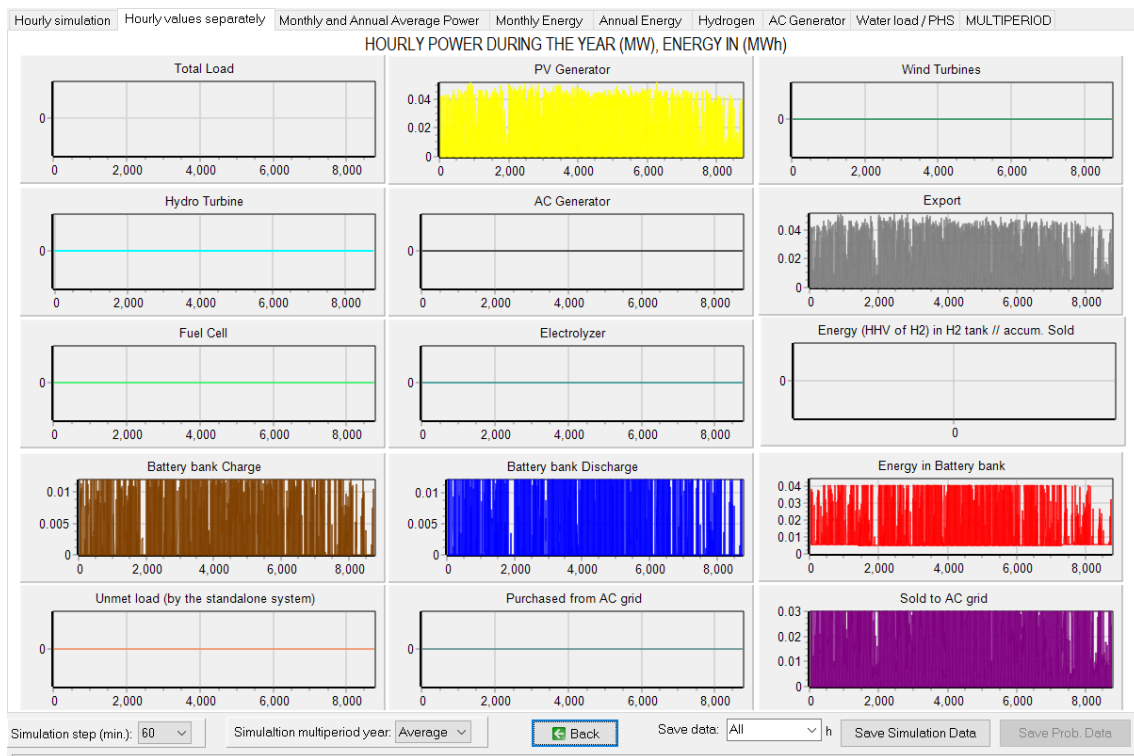 Hourly simulation Hourly values separately Monthly and Annual Average Power Monthly Energy Annual Energy Hydrogen AC Generator Water load / PHS MULTIPERIOD
HOURLY POWER DURING THE YEAR (MW), ENERGY IN (MWh)
Total Load
0
0 2,000 4,000 6,000 8,000
PV Generator
0.04
0.02
0
0 2,000 4,000 6,000 8,000
Wind Turbines
0
0 2,000 4,000 6,000 8,000
Hydro Turbine
0
0 2,000 4,000 6,000 8,000
AC Generator
0
0 2,000 4,000 6,000 8,000
Export
0.04
0.02
0
0 2,000 4,000 6,000 8,000
Fuel Cell
0
0 2,000 4,000 6,000 8,000
Electrolyzer
0
0 2,000 4,000 6,000 8,000
Energy (HHV of H2) in H2 tank // accum. Sold
0
0
Battery bank Charge
0.01
0.005
0
0 2,000 4,000 6,000 8,000
Battery bank Discharge
0.01
0.005
0
0 2,000 4,000 6,000 8,000
Energy in Battery bank
0.04
0.03
0.02
0.01
0
0 2,000 4,000 6,000 8,000
Unmet load (by the standalone system)
0
0 2,000 4,000 6,000 8,000
Purchased from AC grid
0
0 2,000 4,000 6,000 8,000
Sold to AC grid
0.03
0.02
0.01
0
0 2,000 4,000 6,000 8,000
Simulation step (min.): 60 Simulaltion multiperiod year: Average Back Save data: All h Save Simulation Data Save Prob. Data